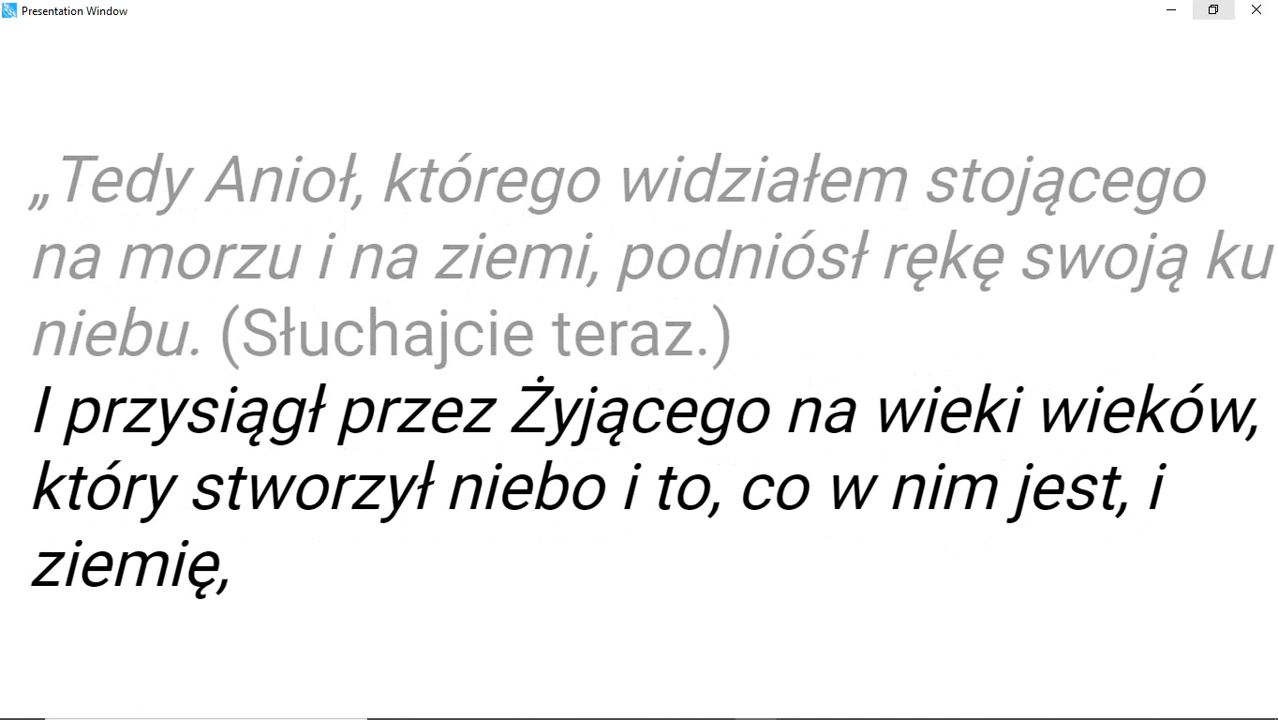 Presentation Window
„Tedy Anioł, którego widziałem stojącego
na morzu i na ziemi, podniósł rękę swoją ku
niebu. (Słuchajcie teraz.)
I przysiągł przez Żyjącego na wieki wieków,
który stworzył niebo i to, co w nim jest, i
ziemię,